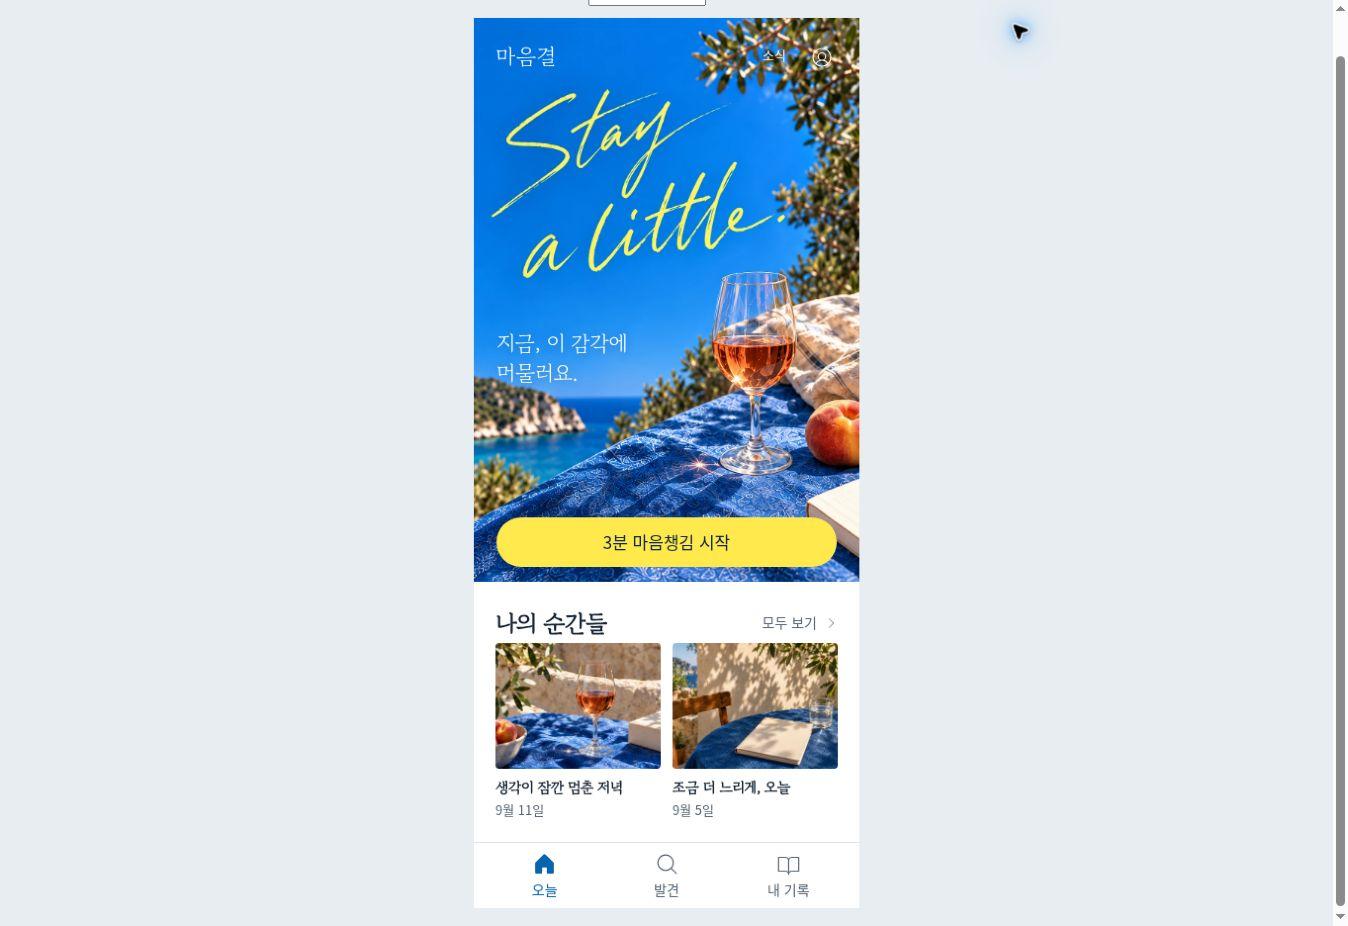 마음결
소식
Stay
a little.
지금, 이 감각에
머물러요.
3분 마음챙김 시작
나의 순간들
모두 보기
생각이 잠깐 멈춘 저녁
9월 11일
조금 더 느리게, 오늘
9월 5일
오늘
발견
내 기록